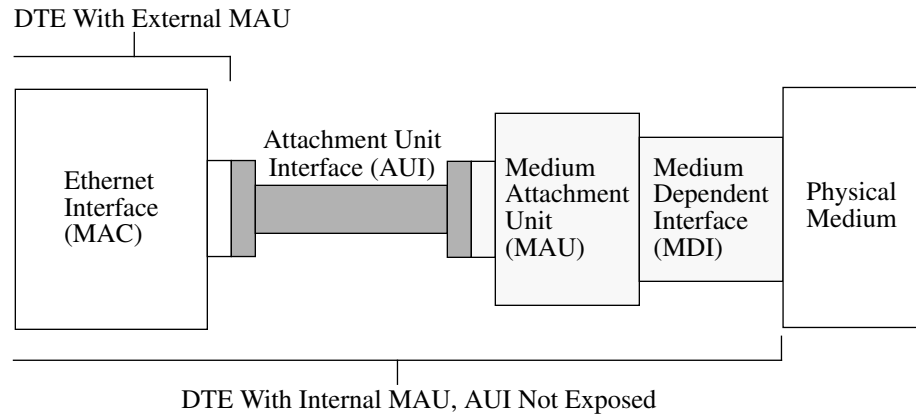 DTE With External MAU
Ethernet
Interface
(MAC)
Attachment Unit
Interface (AUI)
Medium
Attachment
Unit
(MAU)
Medium
Dependent
Interface
(MDI)
Physical
Medium
DTE With Internal MAU, AUI Not Exposed